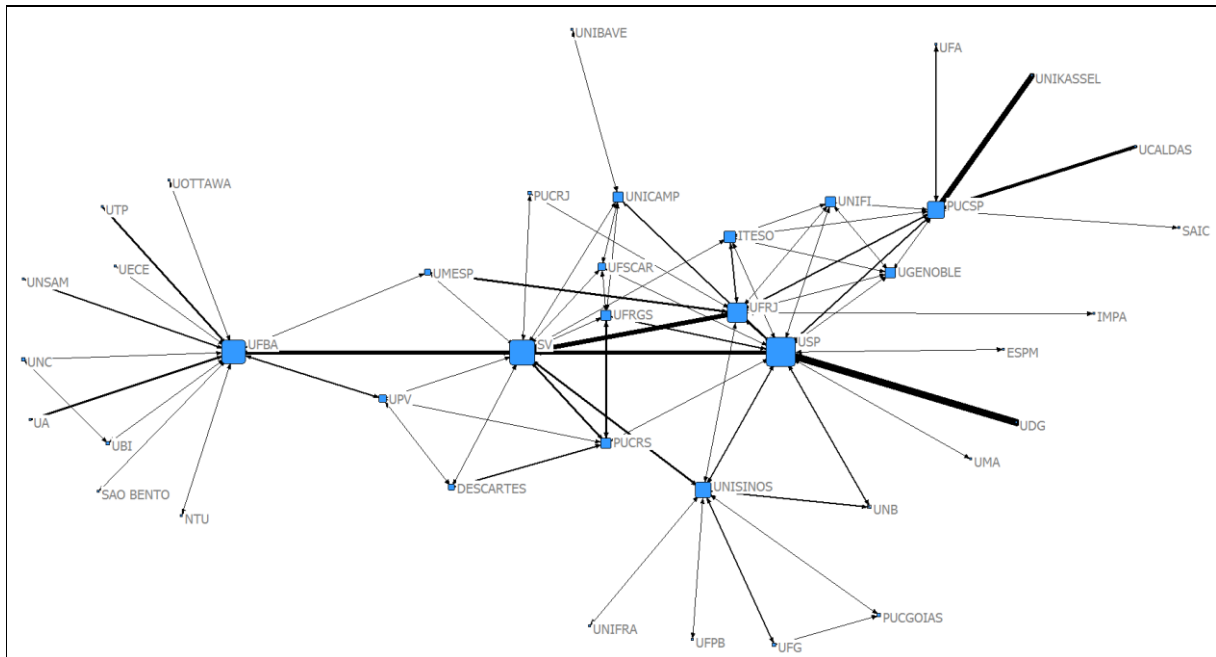 UNIBAVE
UFA
UNIKASSEL
UCALDAS
UOTTAWA
PUCRJ
UNICAMP
UNIFI
UTP
PUCSP
SAIC
ITESO
UECE
UFSCAR
UMESP
UGENOBLE
UNSAM
UFRGS
UFRJ
IMPA
UFBA
SV
USP
ESPM
UNC
UPV
UA
UDG
UBI
PUCRS
UMA
DESCARTES
UNISINOS
SAO BENTO
UNB
NTU
PUCGOIAS
UNIFRA
UFPB
UFG